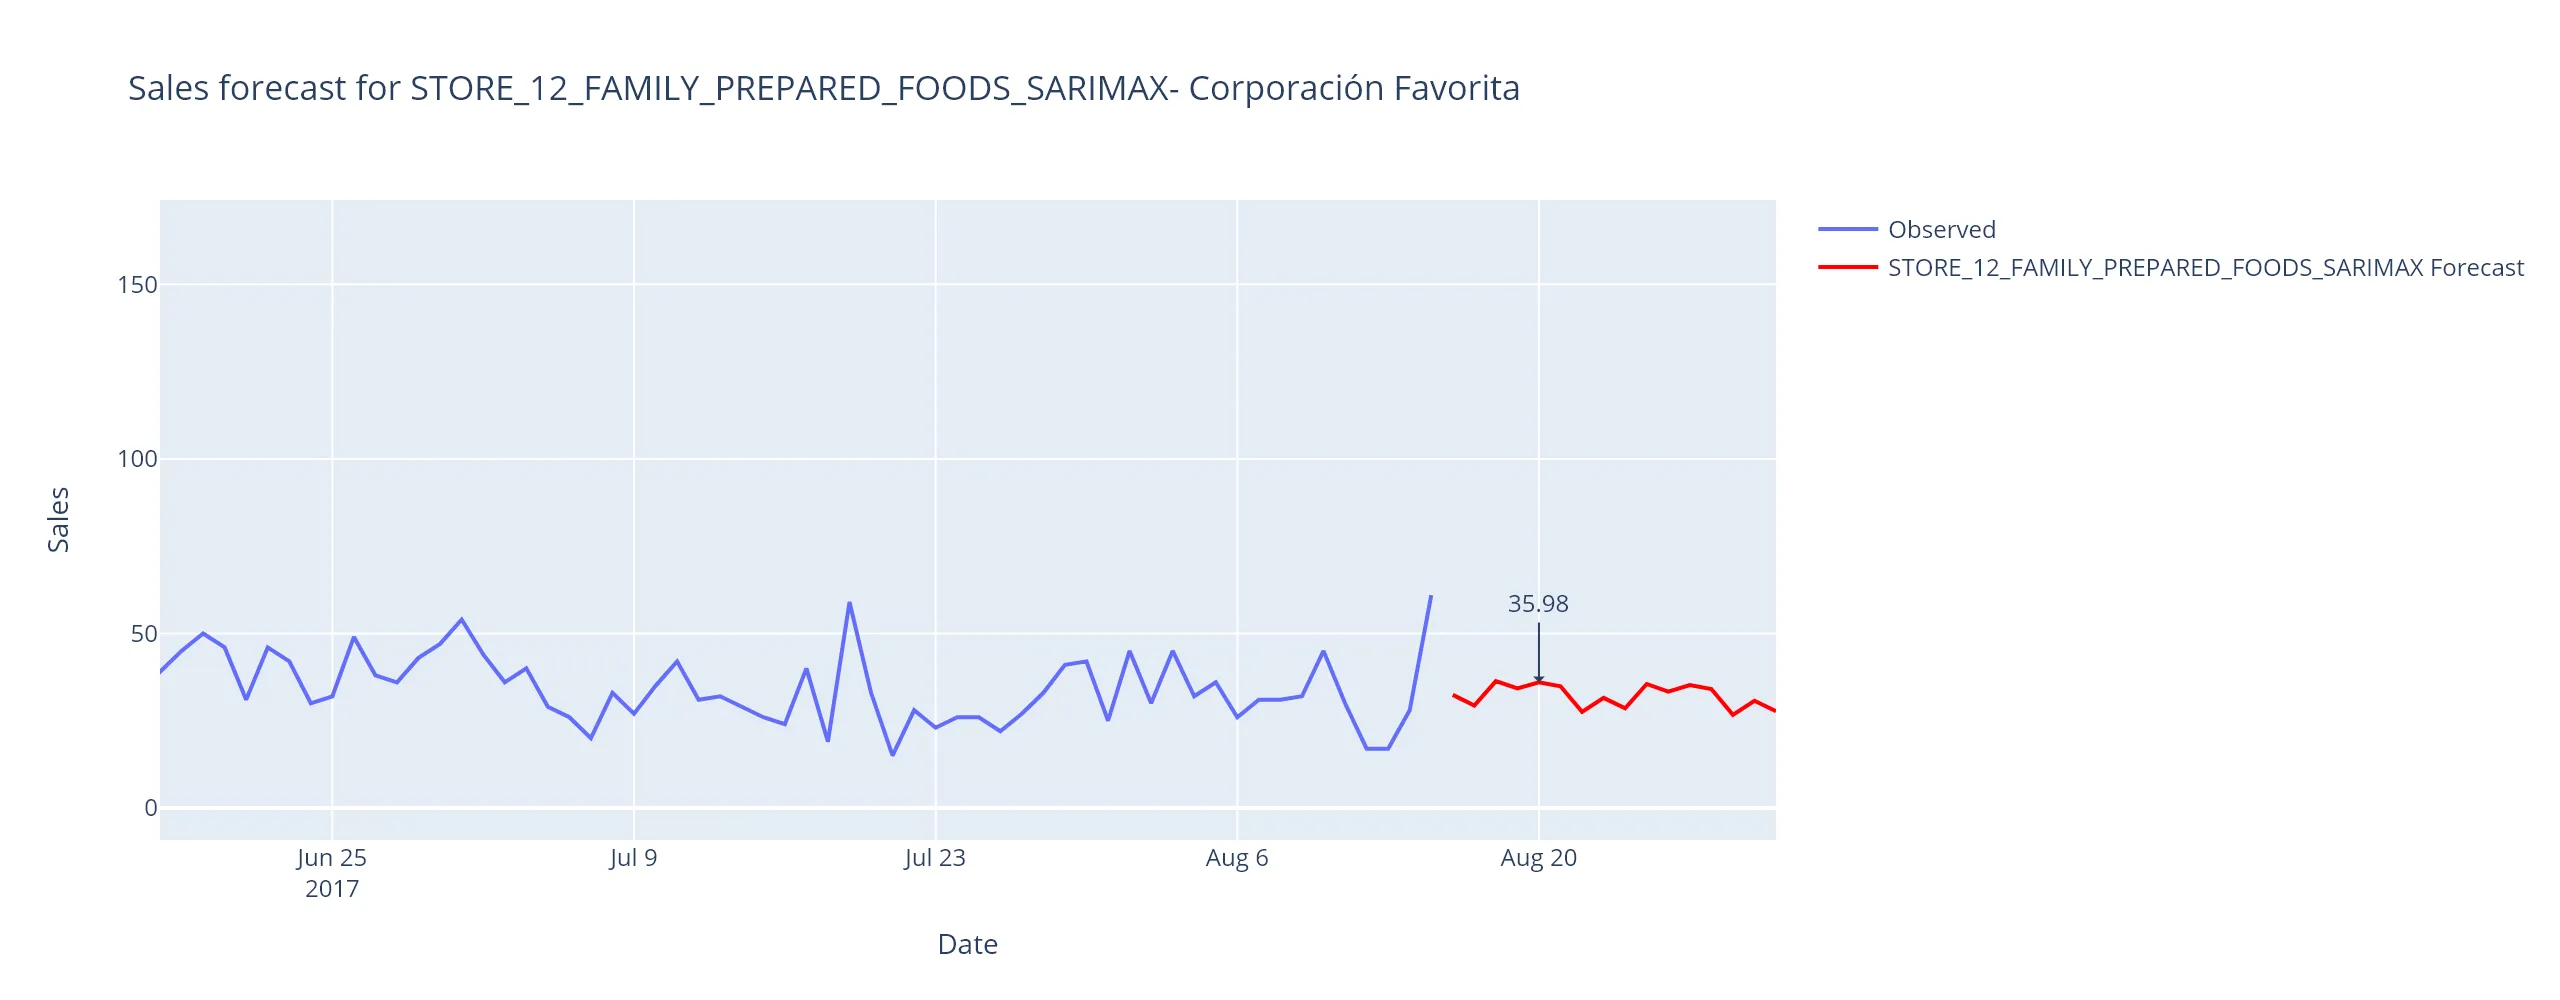 Sales forecast for STORE_12_FAMILY_PREPARED_FOODS_SARIMAX- Corporación Favorita
Observed
STORE_12_FAMILY_PREPARED_FOODS_SARIMAX Forecast
150
100
50
0
Sales
35.98
Jun 25
2017
Jul 9
Jul 23
Aug 6
Aug 20
Date